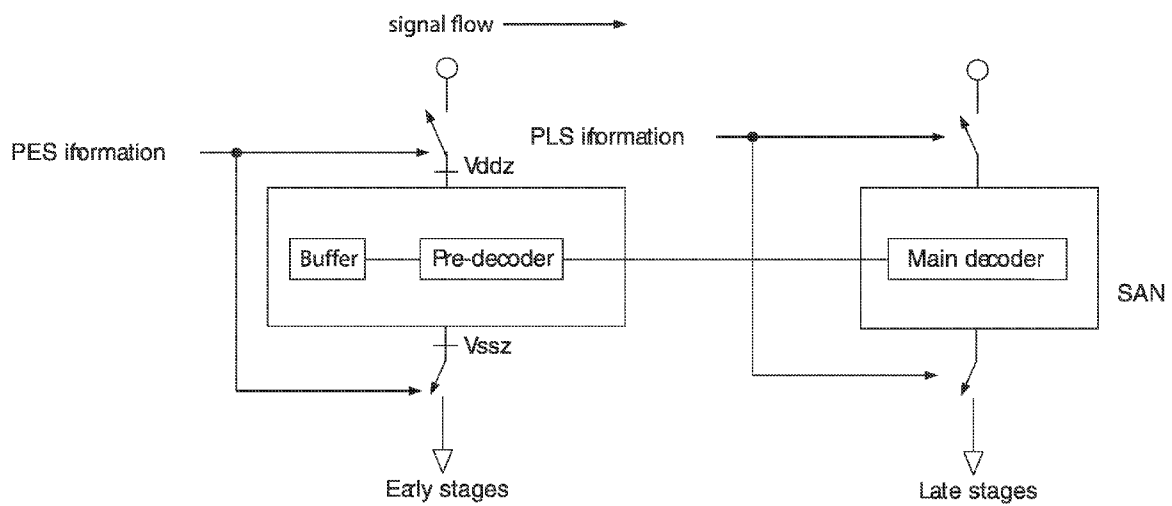 signal flow
PES iformation
PLS iformation
Vddz
Buffer
Pre-decoder
Main decoder
SAN
Vssz
Early stages
Late stages